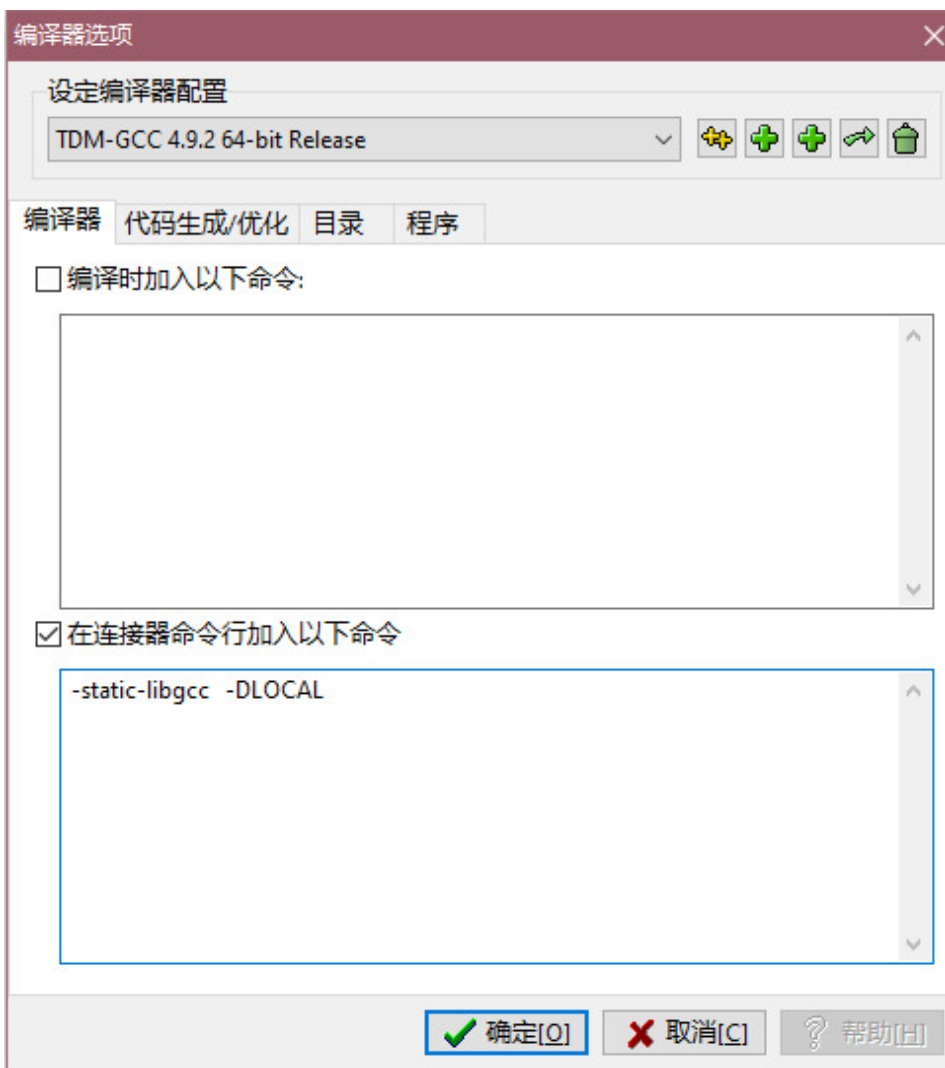 编译器选项
设定编译器配置
TDM-GCC 4.9.2 64-bit Release
编译器 代码生成/优化 目录 程序
编译时加入以下命令:
在连接器命令行加入以下命令
-static-libgcc -DLOCAL
确定[O] 取消[C] 帮助[H]